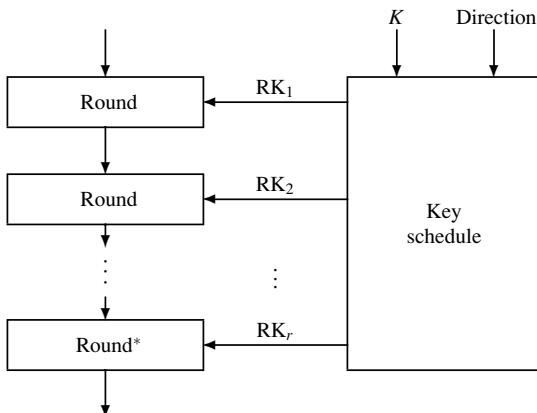 K Direction
Round RK₁
Round RK₂
Key
schedule
⋮ ⋮
Round* RKᵣ